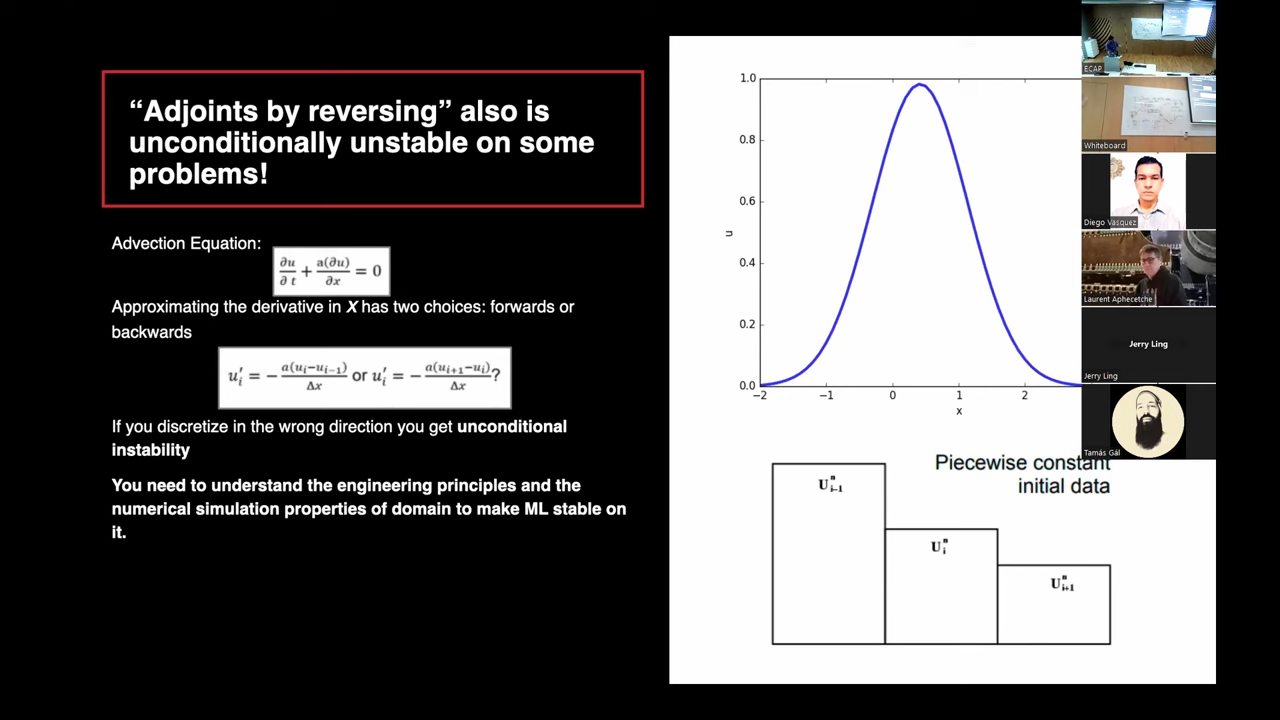 “Adjoints by reversing” also is
unconditionally unstable on some
problems!
Advection Equation:
∂u/∂t + a(∂u)/∂x = 0
Approximating the derivative in X has two choices: forwards or
backwards
u′ᵢ = − a(uᵢ−uᵢ₋₁)/Δx or u′ᵢ = − a(uᵢ₊₁−uᵢ)/Δx?
If you discretize in the wrong direction you get unconditional
instability
You need to understand the engineering principles and the
numerical simulation properties of domain to make ML stable on
it.
1.0
0.8
0.6
0.4
0.2
0.0
u
−2 −1 0 1 2
x
Piecewise constant
initial data
Uⁿᵢ₋₁
Uⁿᵢ
Uⁿᵢ₊₁
ECAP
Whiteboard
Diego Vasquez
Laurent Aphecetche
Jerry Ling
Jerry Ling
Tamás Gál